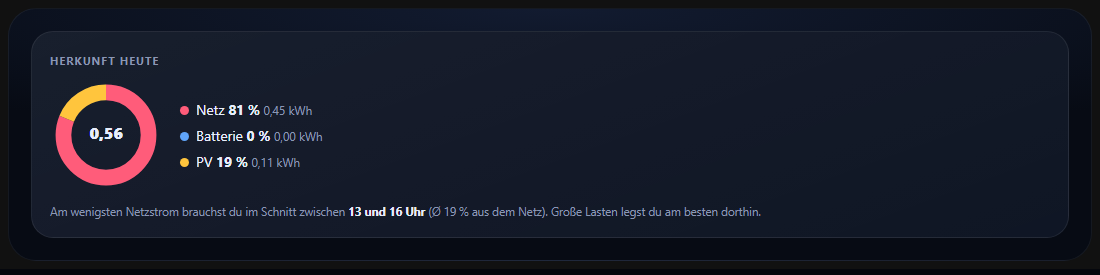 HERKUNFT HEUTE
0,56
Netz 81 % 0,45 kWh
Batterie 0 % 0,00 kWh
PV 19 % 0,11 kWh
Am wenigsten Netzstrom brauchst du im Schnitt zwischen 13 und 16 Uhr (Ø 19 % aus dem Netz). Große Lasten legst du am besten dorthin.